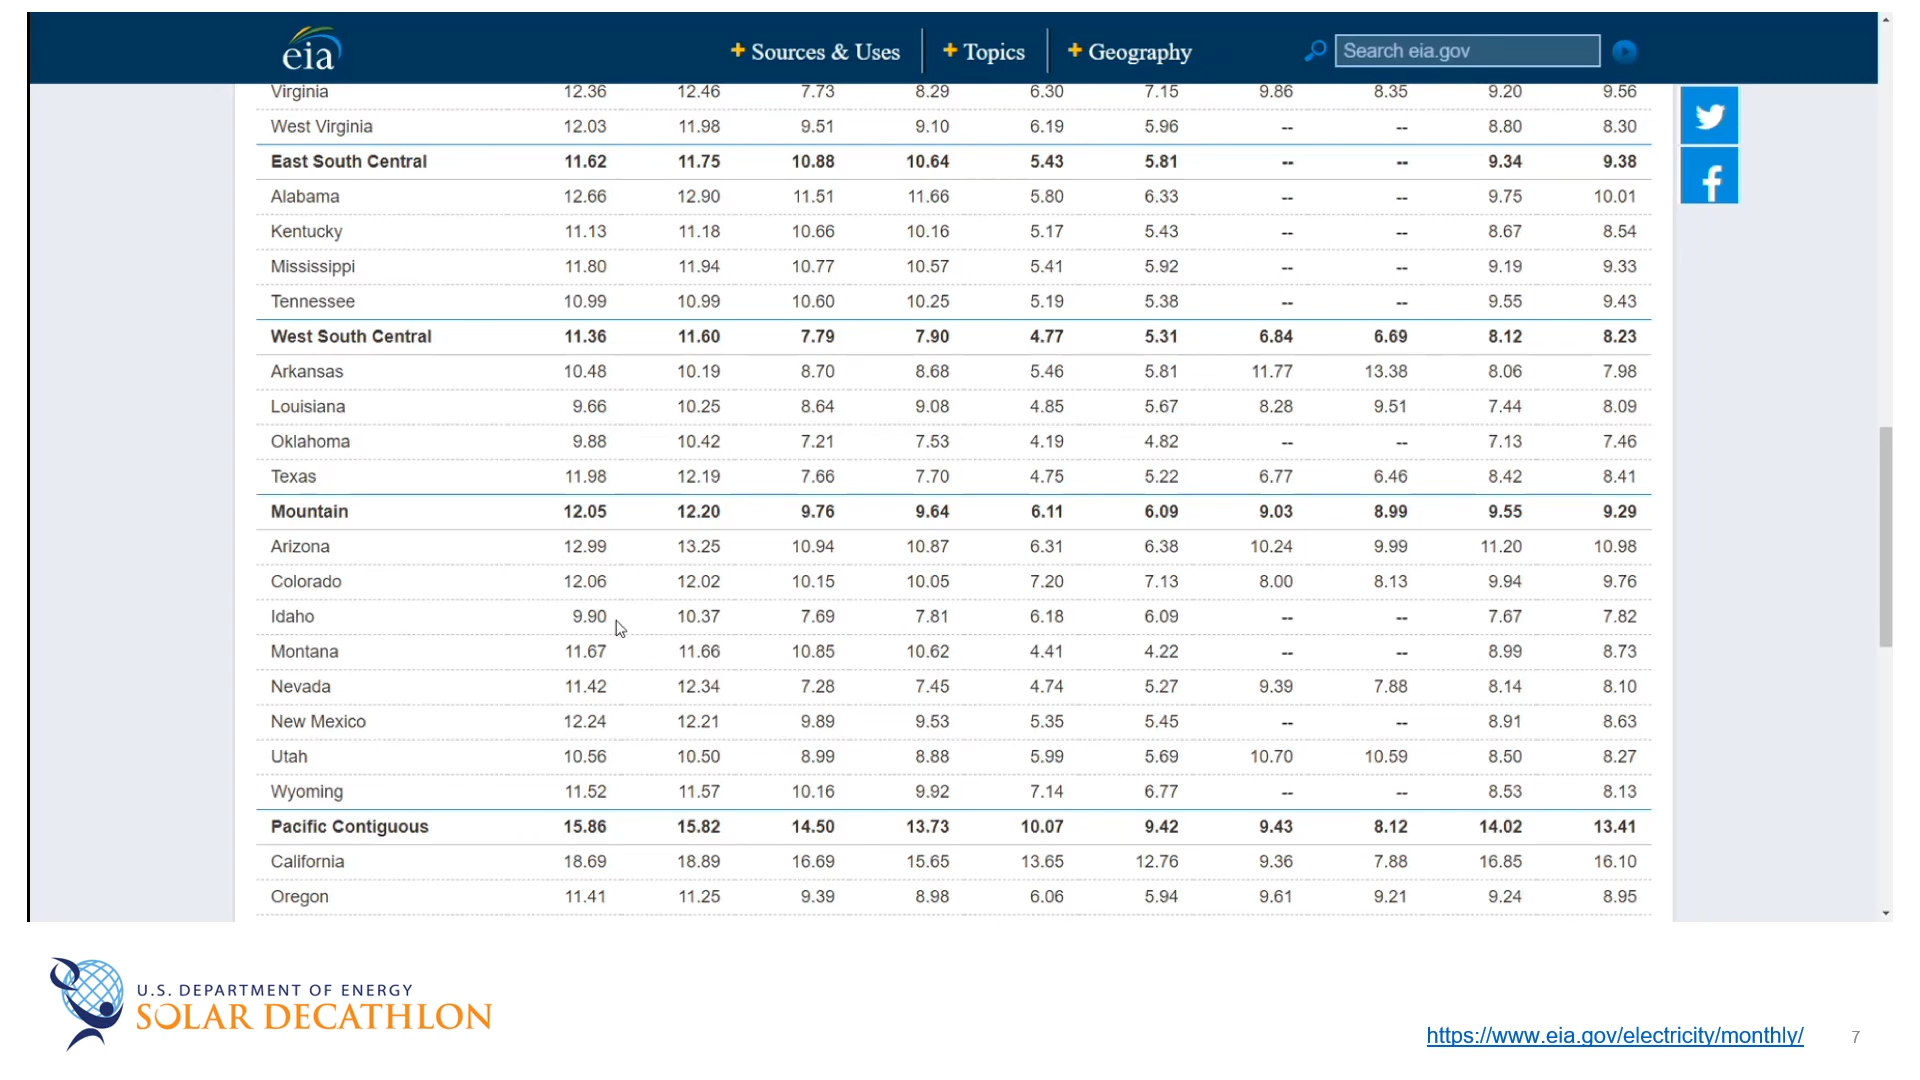 eia
+ Sources & Uses + Topics + Geography Search eia.gov
Virginia 12.36 12.46 7.73 8.29 6.30 7.15 9.86 8.35 9.20 9.56
West Virginia 12.03 11.98 9.51 9.10 6.19 5.96 -- -- 8.80 8.30
East South Central 11.62 11.75 10.88 10.64 5.43 5.81 -- -- 9.34 9.38
Alabama 12.66 12.90 11.51 11.66 5.80 6.33 -- -- 9.75 10.01
Kentucky 11.13 11.18 10.66 10.16 5.17 5.43 -- -- 8.67 8.54
Mississippi 11.80 11.94 10.77 10.57 5.41 5.92 -- -- 9.19 9.33
Tennessee 10.99 10.99 10.60 10.25 5.19 5.38 -- -- 9.55 9.43
West South Central 11.36 11.60 7.79 7.90 4.77 5.31 6.84 6.69 8.12 8.23
Arkansas 10.48 10.19 8.70 8.68 5.46 5.81 11.77 13.38 8.06 7.98
Louisiana 9.66 10.25 8.64 9.08 4.85 5.67 8.28 9.51 7.44 8.09
Oklahoma 9.88 10.42 7.21 7.53 4.19 4.82 -- -- 7.13 7.46
Texas 11.98 12.19 7.66 7.70 4.75 5.22 6.77 6.46 8.42 8.41
Mountain 12.05 12.20 9.76 9.64 6.11 6.09 9.03 8.99 9.55 9.29
Arizona 12.99 13.25 10.94 10.87 6.31 6.38 10.24 9.99 11.20 10.98
Colorado 12.06 12.02 10.15 10.05 7.20 7.13 8.00 8.13 9.94 9.76
Idaho 9.90 10.37 7.69 7.81 6.18 6.09 -- -- 7.67 7.82
Montana 11.67 11.66 10.85 10.62 4.41 4.22 -- -- 8.99 8.73
Nevada 11.42 12.34 7.28 7.45 4.74 5.27 9.39 7.88 8.14 8.10
New Mexico 12.24 12.21 9.89 9.53 5.35 5.45 -- -- 8.91 8.63
Utah 10.56 10.50 8.99 8.88 5.99 5.69 10.70 10.59 8.50 8.27
Wyoming 11.52 11.57 10.16 9.92 7.14 6.77 -- -- 8.53 8.13
Pacific Contiguous 15.86 15.82 14.50 13.73 10.07 9.42 9.43 8.12 14.02 13.41
California 18.69 18.89 16.69 15.65 13.65 12.76 9.36 7.88 16.85 16.10
Oregon 11.41 11.25 9.39 8.98 6.06 5.94 9.61 9.21 9.24 8.95
U.S. DEPARTMENT OF ENERGY
SOLAR DECATHLON
https://www.eia.gov/electricity/monthly/ 7